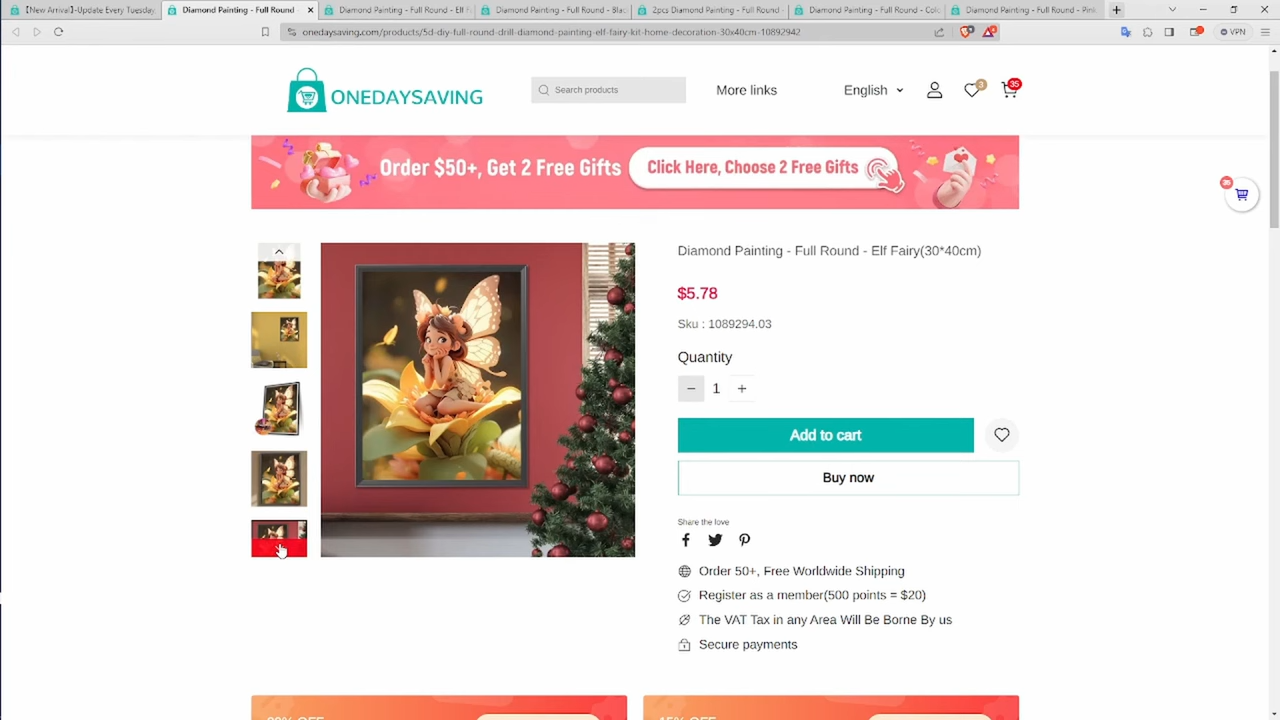 【New Arrival】-Update Every Tuesday
Diamond Painting - Full Round -
Diamond Painting - Full Round - Elf F
Diamond Painting - Full Round - Blac
2pcs Diamond Painting - Full Round -
Diamond Painting - Full Round - Colo
Diamond Painting - Full Round - Pink
onedaysaving.com/products/5d-diy-full-round-drill-diamond-painting-elf-fairy-kit-home-decoration-30x40cm-10892942
VPN
ONEDAYSAVING
Search products
More links
English
3
35
Order $50+, Get 2 Free Gifts
Click Here, Choose 2 Free Gifts
Diamond Painting - Full Round - Elf Fairy(30*40cm)
$5.78
Sku : 1089294.03
Quantity
− 1 +
Add to cart
Buy now
Share the love
Order 50+, Free Worldwide Shipping
Register as a member(500 points = $20)
The VAT Tax in any Area Will Be Borne By us
Secure payments
15% OFF